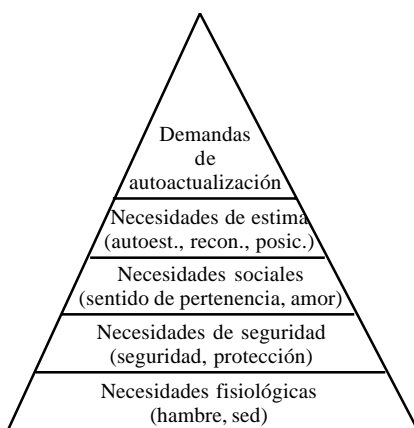 Demandas
de
autoactualización
Necesidades de estima
(autoest., recon., posic.)
Necesidades sociales
(sentido de pertenencia, amor)
Necesidades de seguridad
(seguridad, protección)
Necesidades fisiológicas
(hambre, sed)